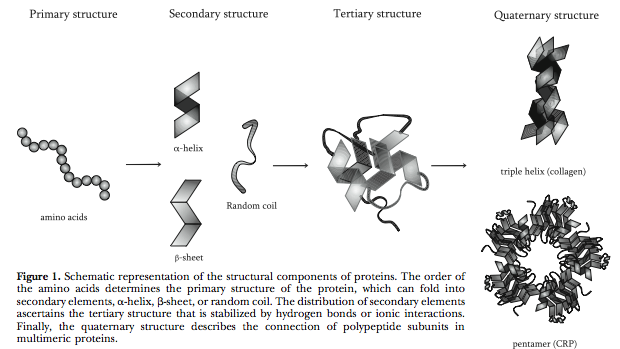 Primary structure
Secondary structure
Tertiary structure
Quaternary structure
α-helix
amino acids
Random coil
β-sheet
triple helix (collagen)
Figure 1. Schematic representation of the structural components of proteins. The order of
the amino acids determines the primary structure of the protein, which can fold into
secondary elements, α-helix, β-sheet, or random coil. The distribution of secondary elements
ascertains the tertiary structure that is stabilized by hydrogen bonds or ionic interactions.
Finally, the quaternary structure describes the connection of polypeptide subunits in
multimeric proteins.
pentamer (CRP)